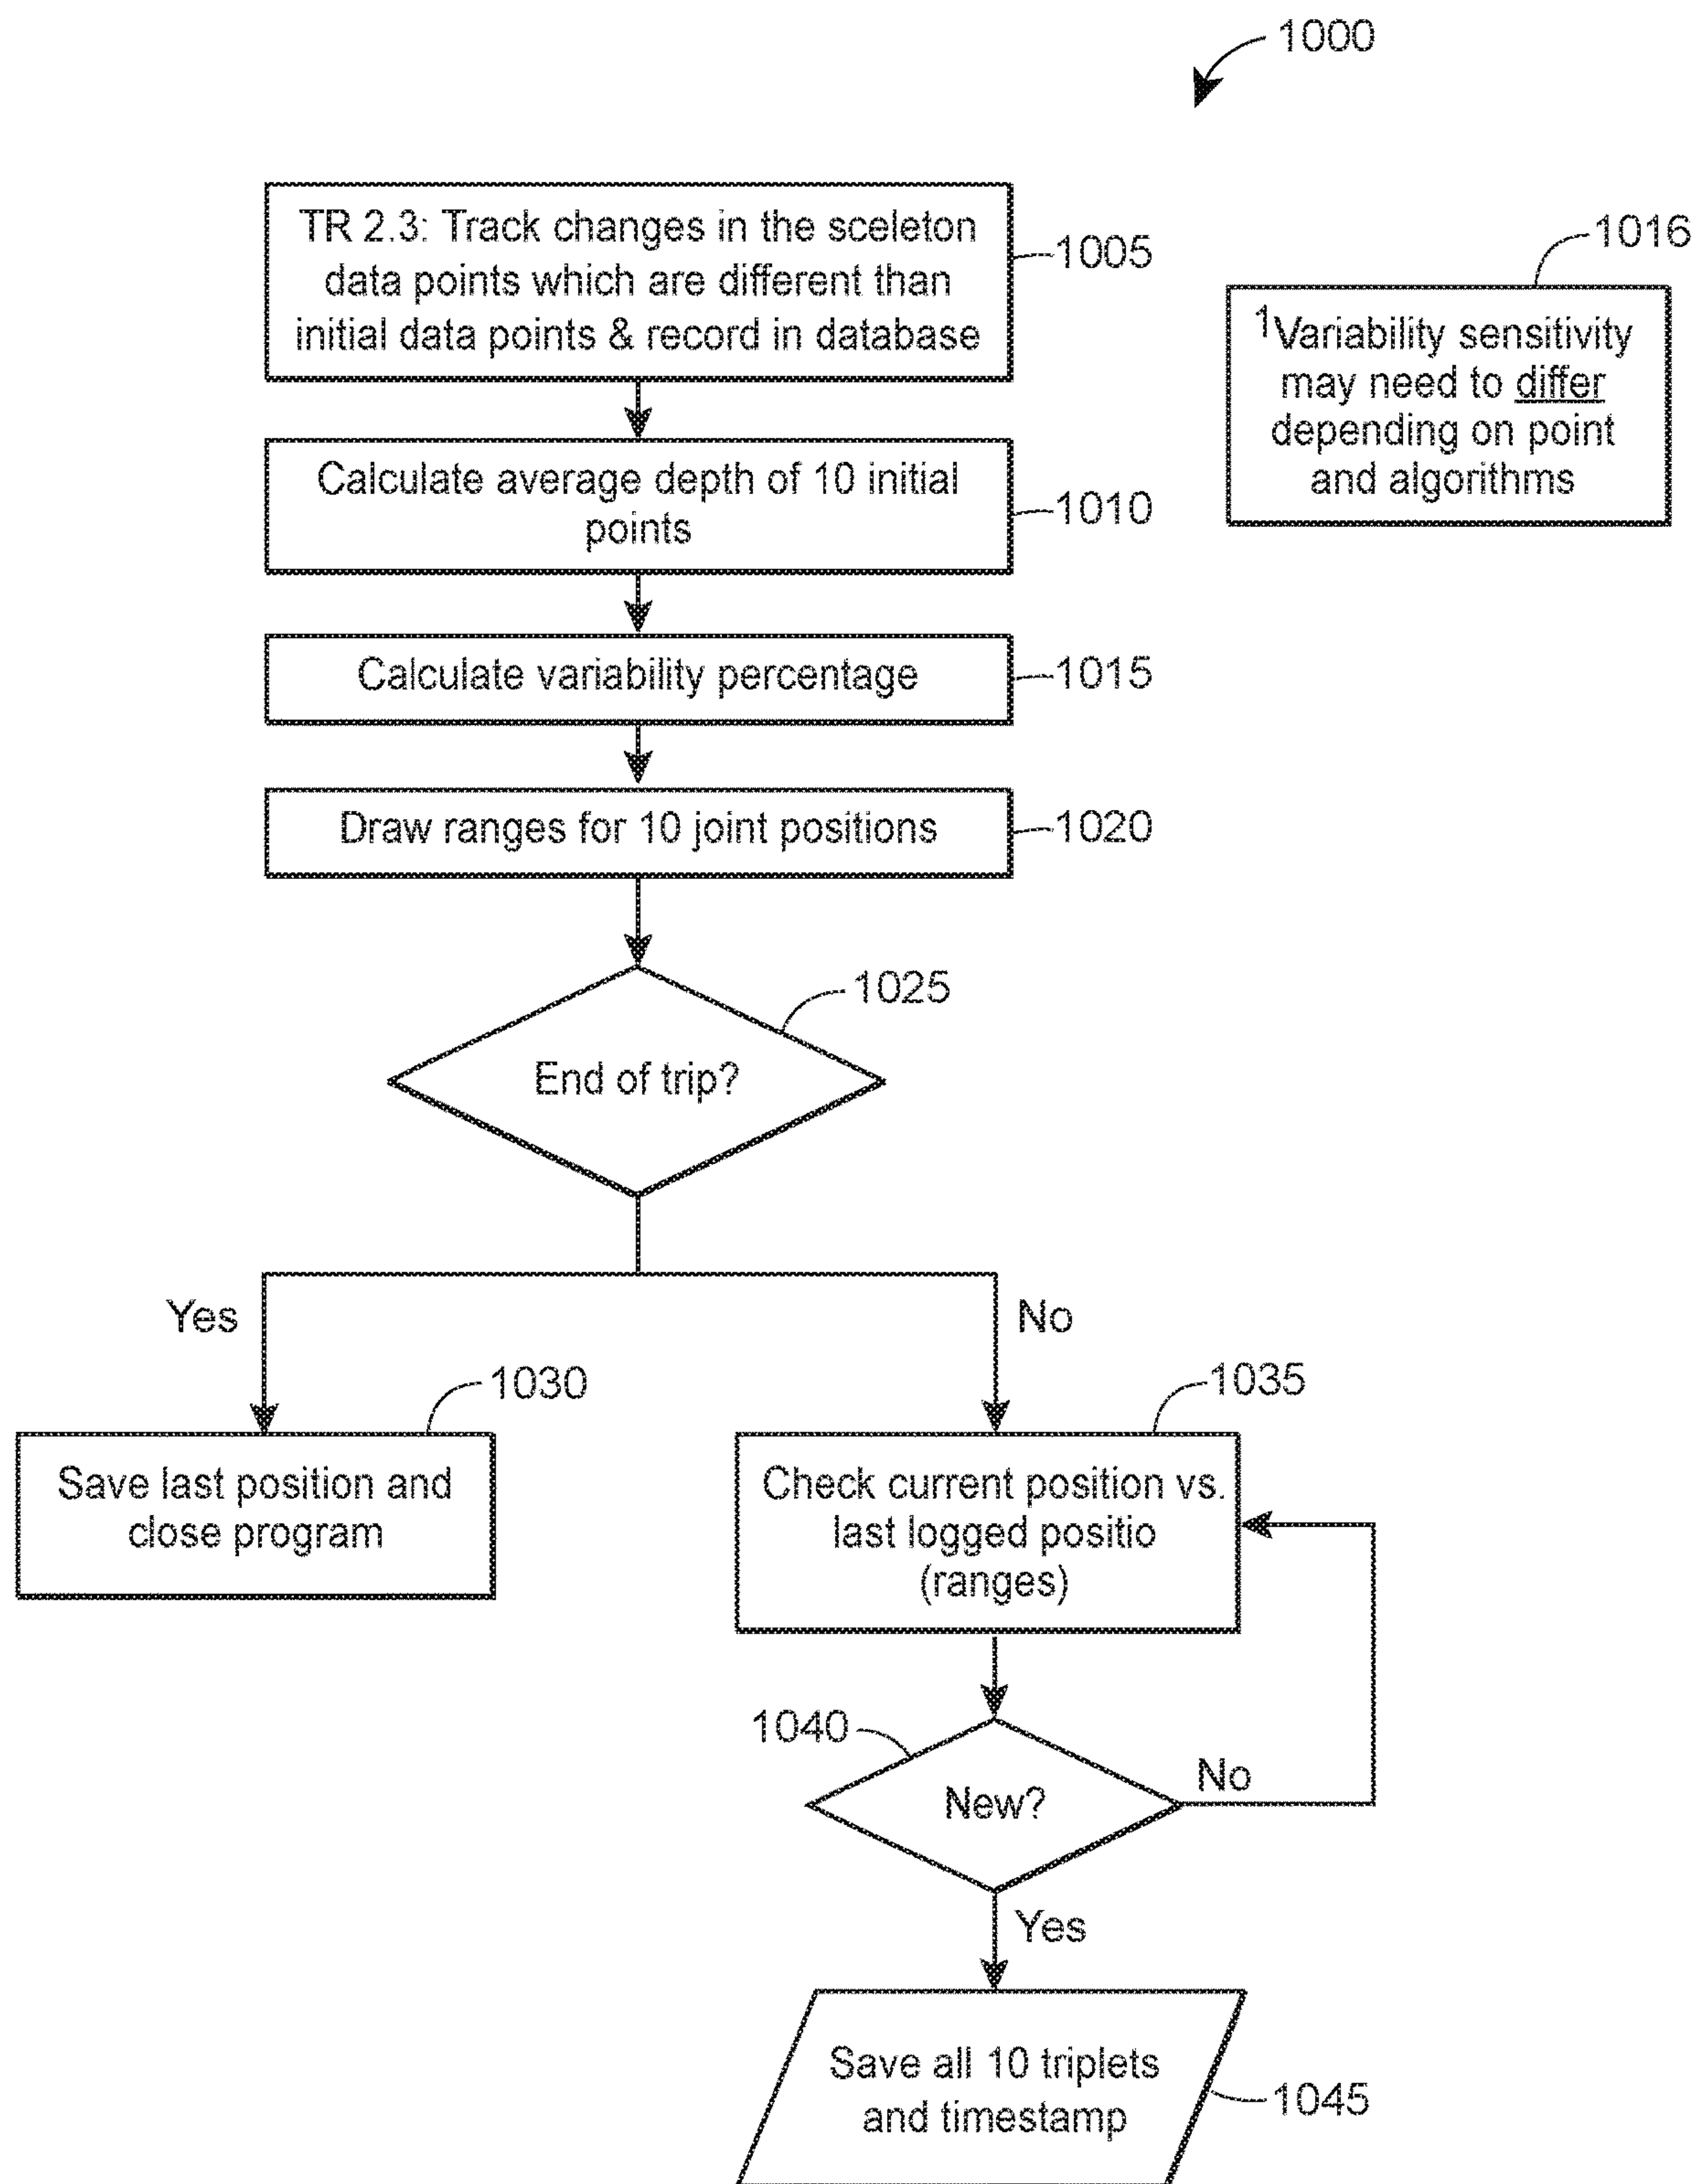 1000
TR 2.3: Track changes in the sceleton
data points which are different than
initial data points & record in database
1005
1016
1Variability sensitivity
may need to differ
depending on point
and algorithms
Calculate average depth of 10 initial
points
1010
Calculate variability percentage
1015
Draw ranges for 10 joint positions
1020
1025
End of trip?
Yes
No
1030
Save last position and
close program
1035
Check current position vs.
last logged positio
(ranges)
1040
New?
No
Yes
Save all 10 triplets
and timestamp
1045